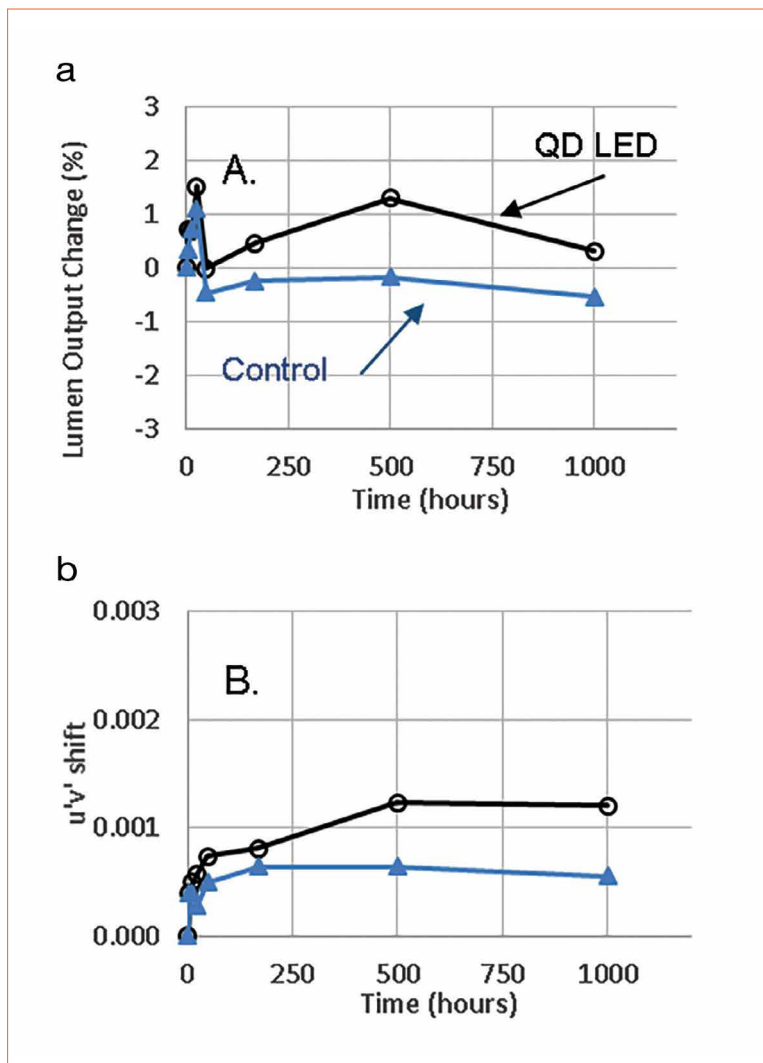 a
3
2
1
0
-1
-2
-3
Lumen Output Change (%)
A.
QD LED
Control
0 250 500 750 1000
Time (hours)
b
0.003
0.002
0.001
0.000
u'v' shift
B.
0 250 500 750 1000
Time (hours)